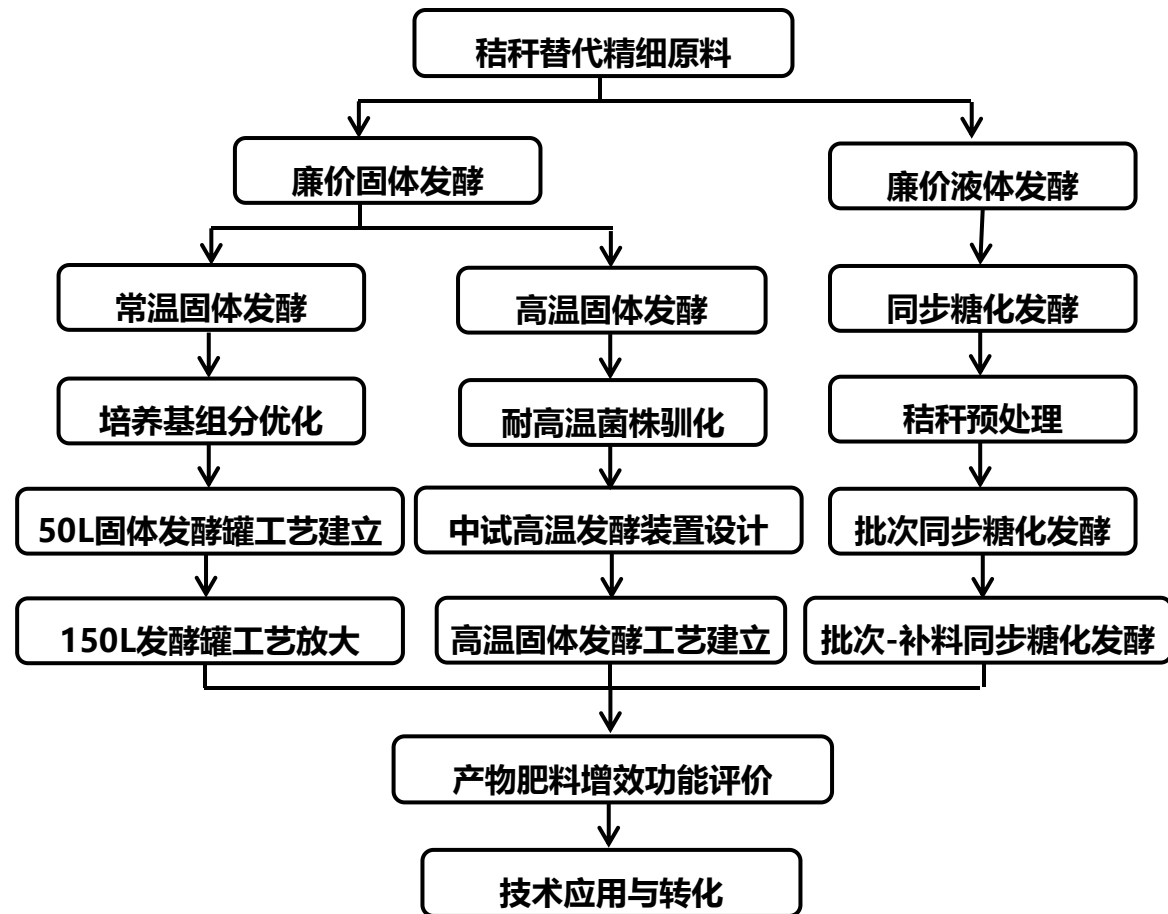 秸秆替代精细原料
廉价固体发酵
廉价液体发酵
常温固体发酵
高温固体发酵
同步糖化发酵
培养基组分优化
耐高温菌株驯化
秸秆预处理
50L固体发酵罐工艺建立
中试高温发酵装置设计
批次同步糖化发酵
150L发酵罐工艺放大
高温固体发酵工艺建立
批次-补料同步糖化发酵
产物肥料增效功能评价
技术应用与转化